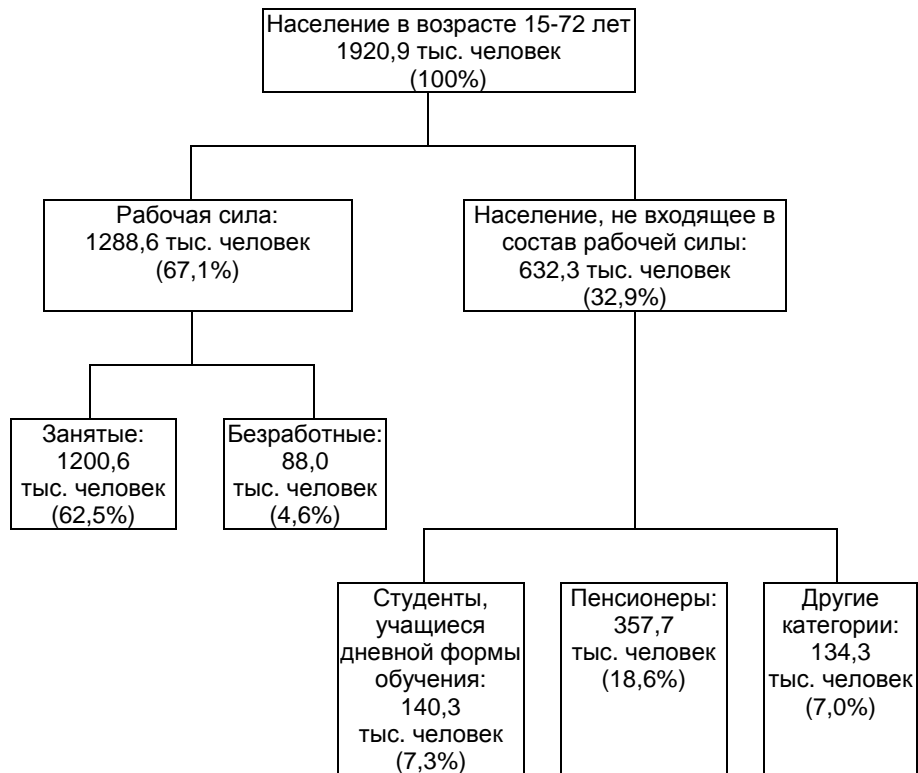 Население в возрасте 15-72 лет
1920,9 тыс. человек
(100%)
Рабочая сила:
1288,6 тыс. человек
(67,1%)
Население, не входящее в
состав рабочей силы:
632,3 тыс. человек
(32,9%)
Занятые:
1200,6
тыс. человек
(62,5%)
Безработные:
88,0
тыс. человек
(4,6%)
Студенты,
учащиеся
дневной формы
обучения:
140,3
тыс. человек
(7,3%)
Пенсионеры:
357,7
тыс. человек
(18,6%)
Другие
категории:
134,3
тыс. человек
(7,0%)